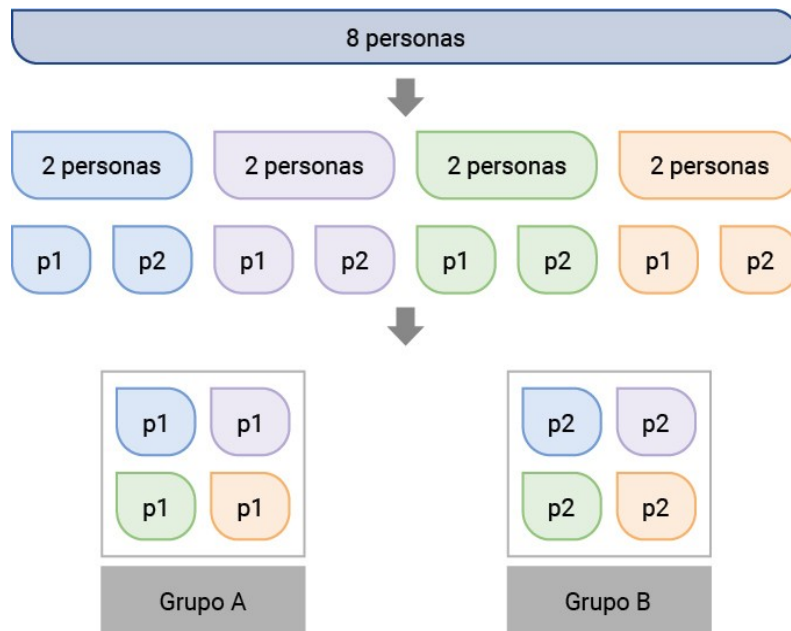 8 personas
2 personas 2 personas 2 personas 2 personas
p1 p2 p1 p2 p1 p2 p1 p2
p1 p1 p2 p2
p1 p1 p2 p2
Grupo A Grupo B